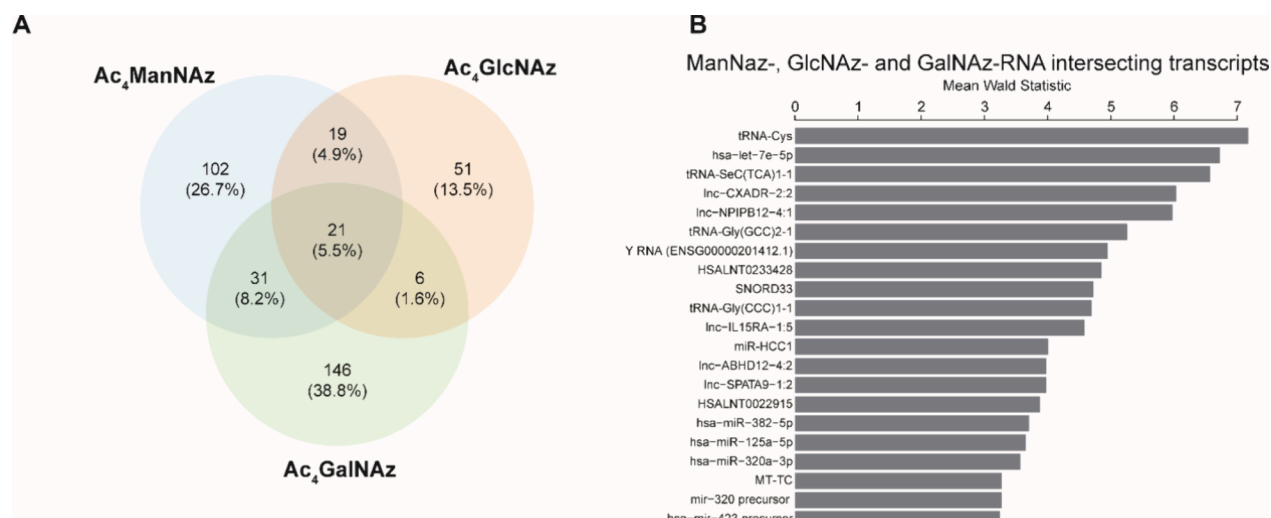 A
Ac4ManNAz
Ac4GlcNAz
19
(4.9%)
102
(26.7%)
51
(13.5%)
21
(5.5%)
31
(8.2%)
6
(1.6%)
146
(38.8%)
Ac4GalNAz
B
ManNaz-, GlcNAz- and GalNAz-RNA intersecting transcripts
Mean Wald Statistic
0 1 2 3 4 5 6 7
tRNA-Cys
hsa−let−7e−5p
tRNA-SeC(TCA)1-1
lnc−CXADR−2:2
lnc−NPIPB12−4:1
tRNA-Gly(GCC)2-1
Y RNA (ENSG00000201412.1)
HSALNT0233428
SNORD33
tRNA-Gly(CCC)1-1
lnc−IL15RA−1:5
miR-HCC1
lnc−ABHD12−4:2
lnc−SPATA9−1:2
HSALNT0022915
hsa−miR−382−5p
hsa−miR−125a−5p
hsa−miR−320a−3p
MT−TC
mir−320 precursor
hsa−mir−423 precursor